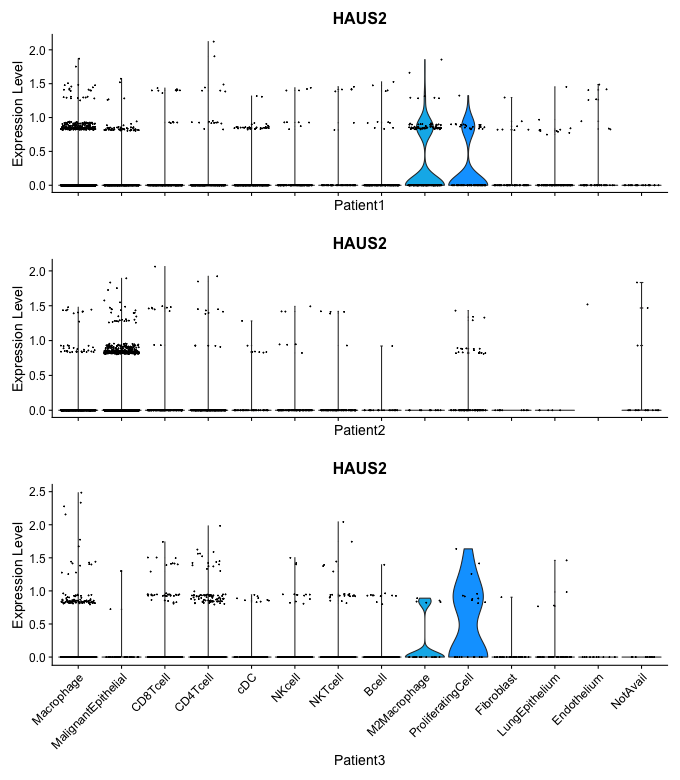 HAUS2
Expression Level
2.0
1.5
1.0
0.5
0.0
Patient1
HAUS2
Expression Level
2.0
1.5
1.0
0.5
0.0
Patient2
HAUS2
Expression Level
2.5
2.0
1.5
1.0
0.5
0.0
Macrophage
MalignantEpithelial
CD8Tcell
CD4Tcell
cDC
NKcell
NKTcell
Bcell
M2Macrophage
ProliferatingCell
Fibroblast
LungEpithelium
Endothelium
NotAvail
Patient3